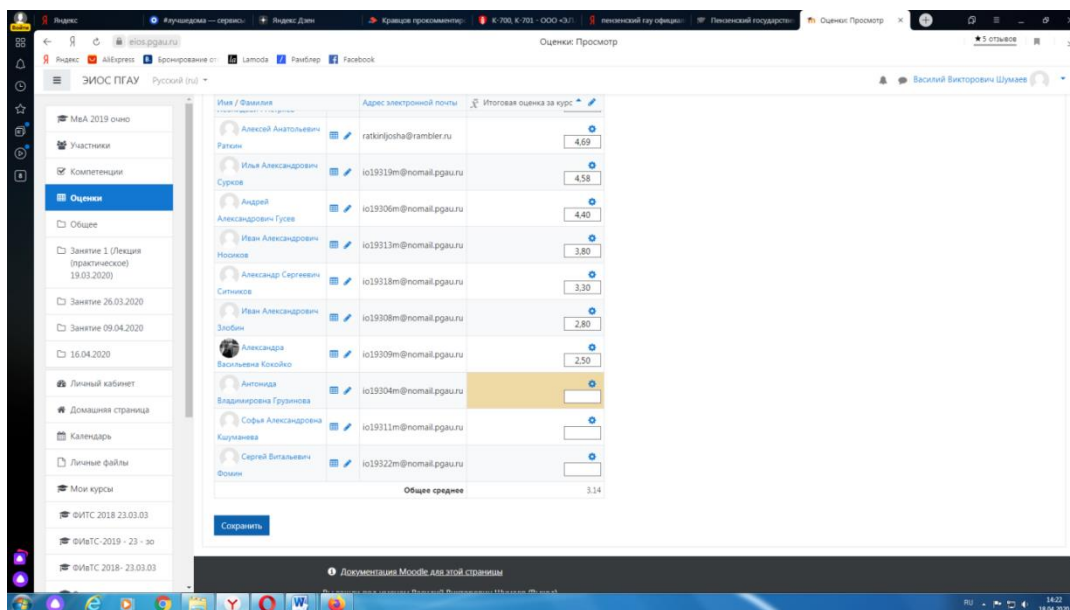 Яндекс
#лучшедома — сервисы
Яндекс Дзен
Кравцов прокомментир
К-700, К-701 - ООО «ЗЛ
пензенский гау официал
Пензенский государстве
Оценки: Просмотр
eios.pgau.ru
Оценки: Просмотр
★ 5 отзывов
Яндекс
AliExpress
Бронирование от
Lamoda
Рамблер
Facebook
ЭИОС ПГАУ
Русский (ru)
Василий Викторович Шумаев
МвА 2019 очно
Участники
Компетенции
Оценки
Общее
Занятие 1 (Лекция
(практическое)
19.03.2020)
Занятие 26.03.2020
Занятие 09.04.2020
16.04.2020
Личный кабинет
Домашняя страница
Календарь
Личные файлы
Мои курсы
ФИТС 2018 23.03.03
ФИвТС-2019 - 23 - зо
ФИвТС 2018- 23.03.03
Имя / Фамилия
Адрес электронной почты
Итоговая оценка за курс
Алексей Анатольевич
Раткин
ratkinljosha@rambler.ru
4,69
Илья Александрович
Сурков
io19319m@nomail.pgau.ru
4,58
Андрей
Александрович Гусев
io19306m@nomail.pgau.ru
4,40
Иван Александрович
Носиков
io19313m@nomail.pgau.ru
3,80
Александр Сергеевич
Ситников
io19318m@nomail.pgau.ru
3,30
Иван Александрович
Злобин
io19308m@nomail.pgau.ru
2,80
Александра
Васильевна Кокойко
io19309m@nomail.pgau.ru
2,50
Антонида
Владимировна Грузинова
io19304m@nomail.pgau.ru
Софья Александровна
Кшуманева
io19311m@nomail.pgau.ru
Сергей Витальевич
Фомин
io19322m@nomail.pgau.ru
Общее среднее
3,14
Сохранить
Документация Moodle для этой страницы
RU
14:22
18.04.2020